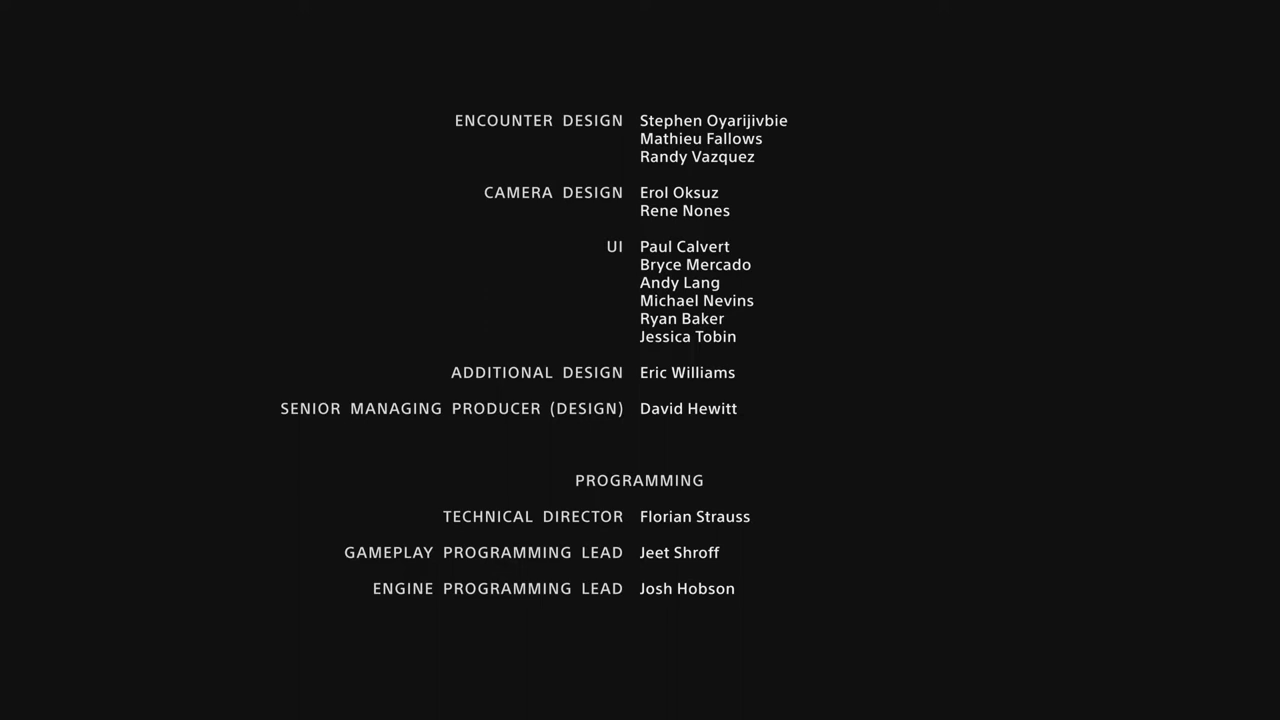 ENCOUNTER DESIGN Stephen Oyarijivbie
Mathieu Fallows
Randy Vazquez
CAMERA DESIGN Erol Oksuz
Rene Nones
UI Paul Calvert
Bryce Mercado
Andy Lang
Michael Nevins
Ryan Baker
Jessica Tobin
ADDITIONAL DESIGN Eric Williams
SENIOR MANAGING PRODUCER (DESIGN) David Hewitt
PROGRAMMING
TECHNICAL DIRECTOR Florian Strauss
GAMEPLAY PROGRAMMING LEAD Jeet Shroff
ENGINE PROGRAMMING LEAD Josh Hobson